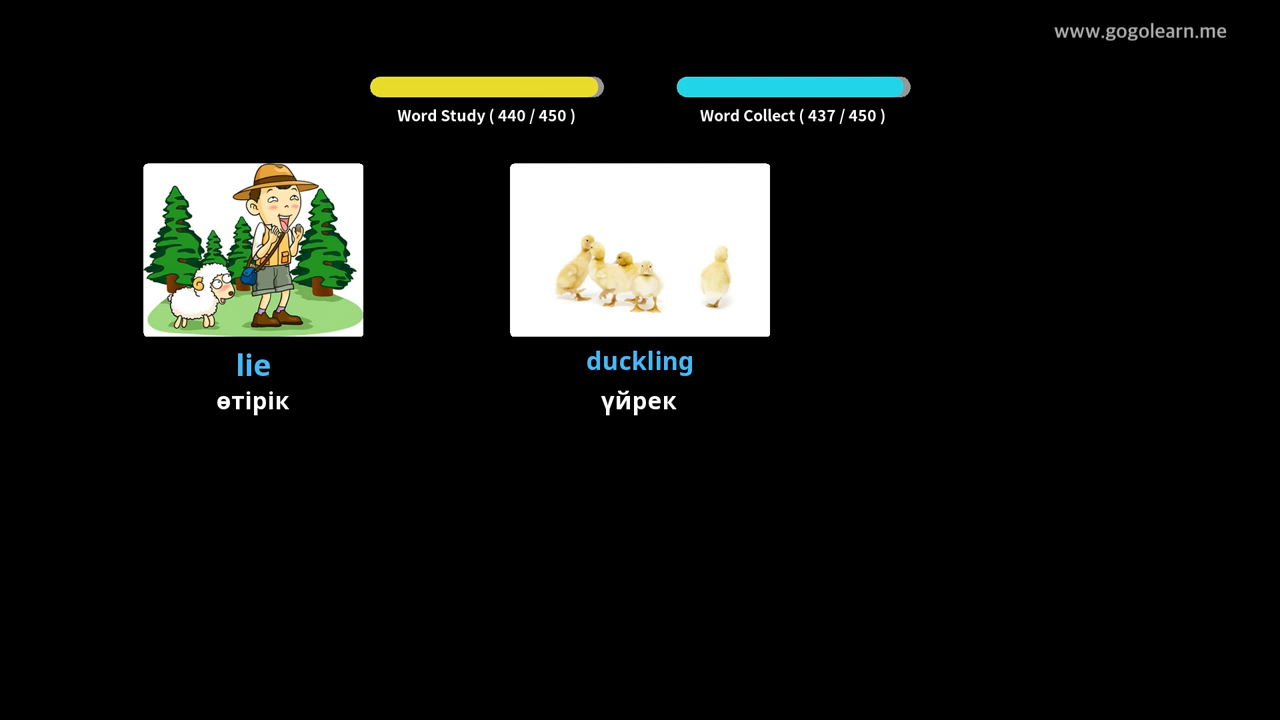 www.gogolearn.me
Word Study ( 440 / 450 )
Word Collect ( 437 / 450 )
lie
өтірік
duckling
үйрек